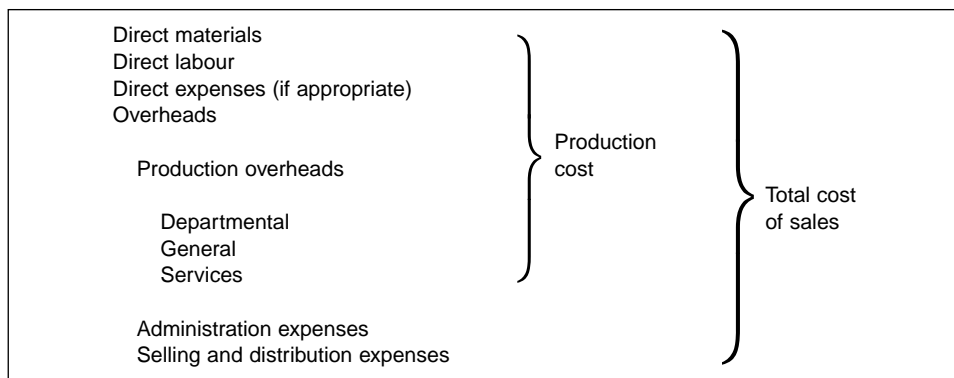 Direct materials
Direct labour
Direct expenses (if appropriate)
Overheads
Production overheads
Departmental
General
Services
Administration expenses
Selling and distribution expenses
Production
cost
Total cost
of sales